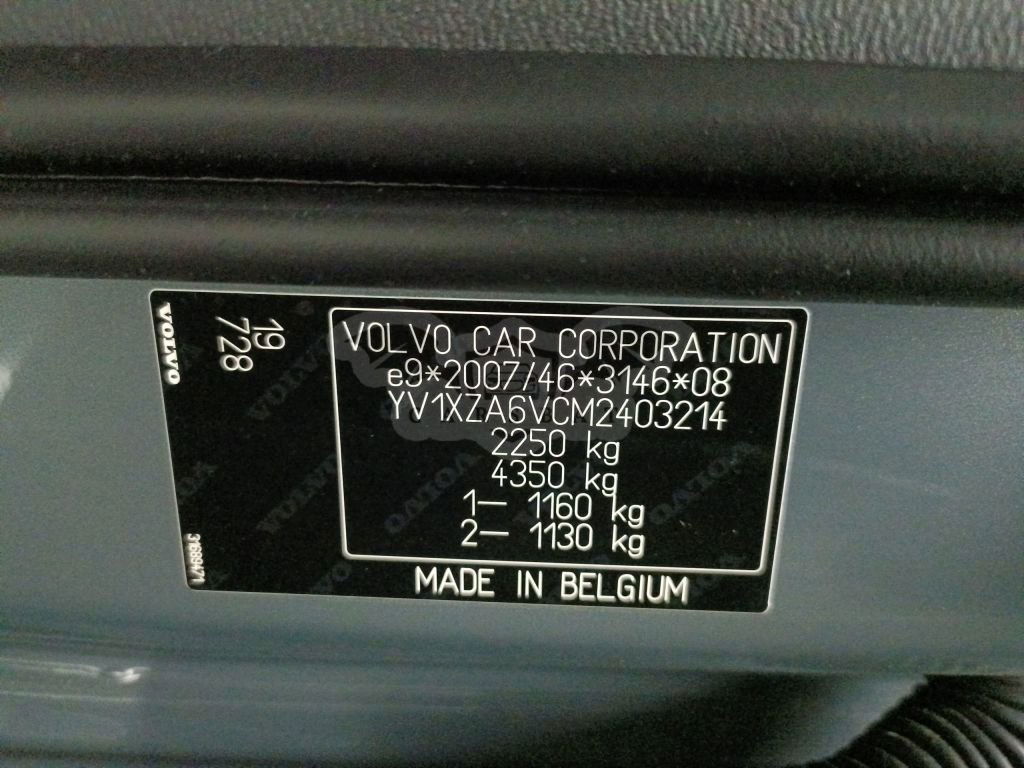 VOLVO
19
728
31689471
VOLVO CAR CORPORATION
e9*2007/46*3146*08
YV1XZA6VCM2403214
2250 kg
4350 kg
1— 1160 kg
2— 1130 kg
MADE IN BELGIUM